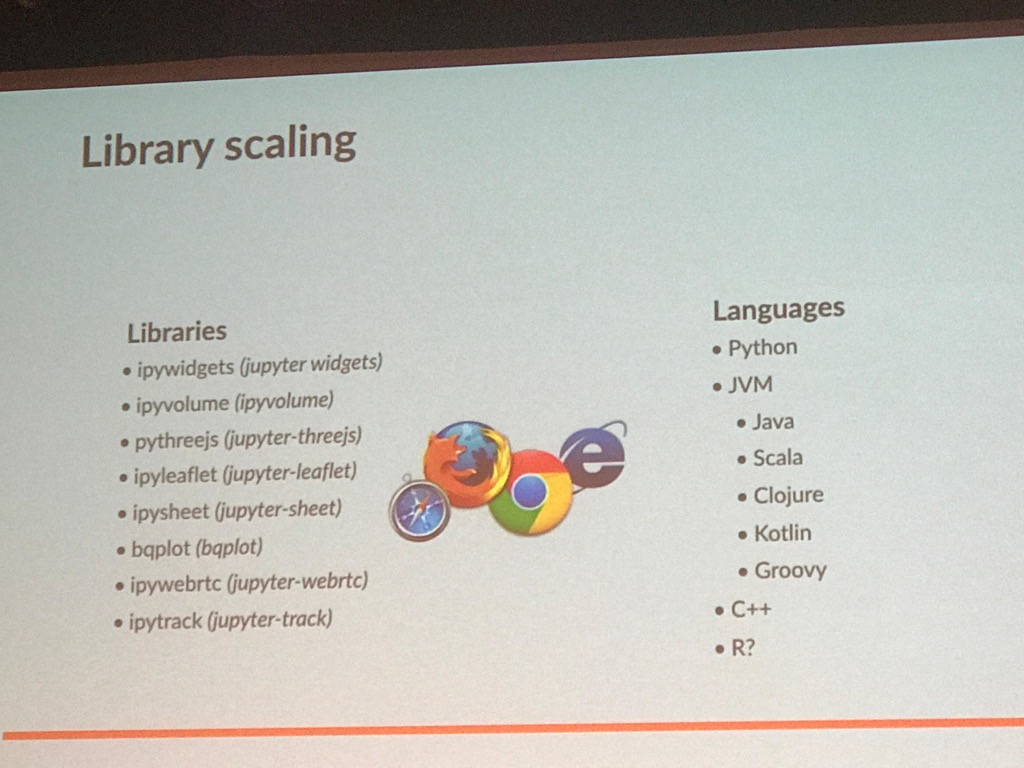 Library scaling
Libraries
• ipywidgets (jupyter widgets)
• ipyvolume (ipyvolume)
• pythreejs (jupyter-threejs)
• ipyleaflet (jupyter-leaflet)
• ipysheet (jupyter-sheet)
• bqplot (bqplot)
• ipywebrtc (jupyter-webrtc)
• ipytrack (jupyter-track)
Languages
• Python
• JVM
• Java
• Scala
• Clojure
• Kotlin
• Groovy
• C++
• R?